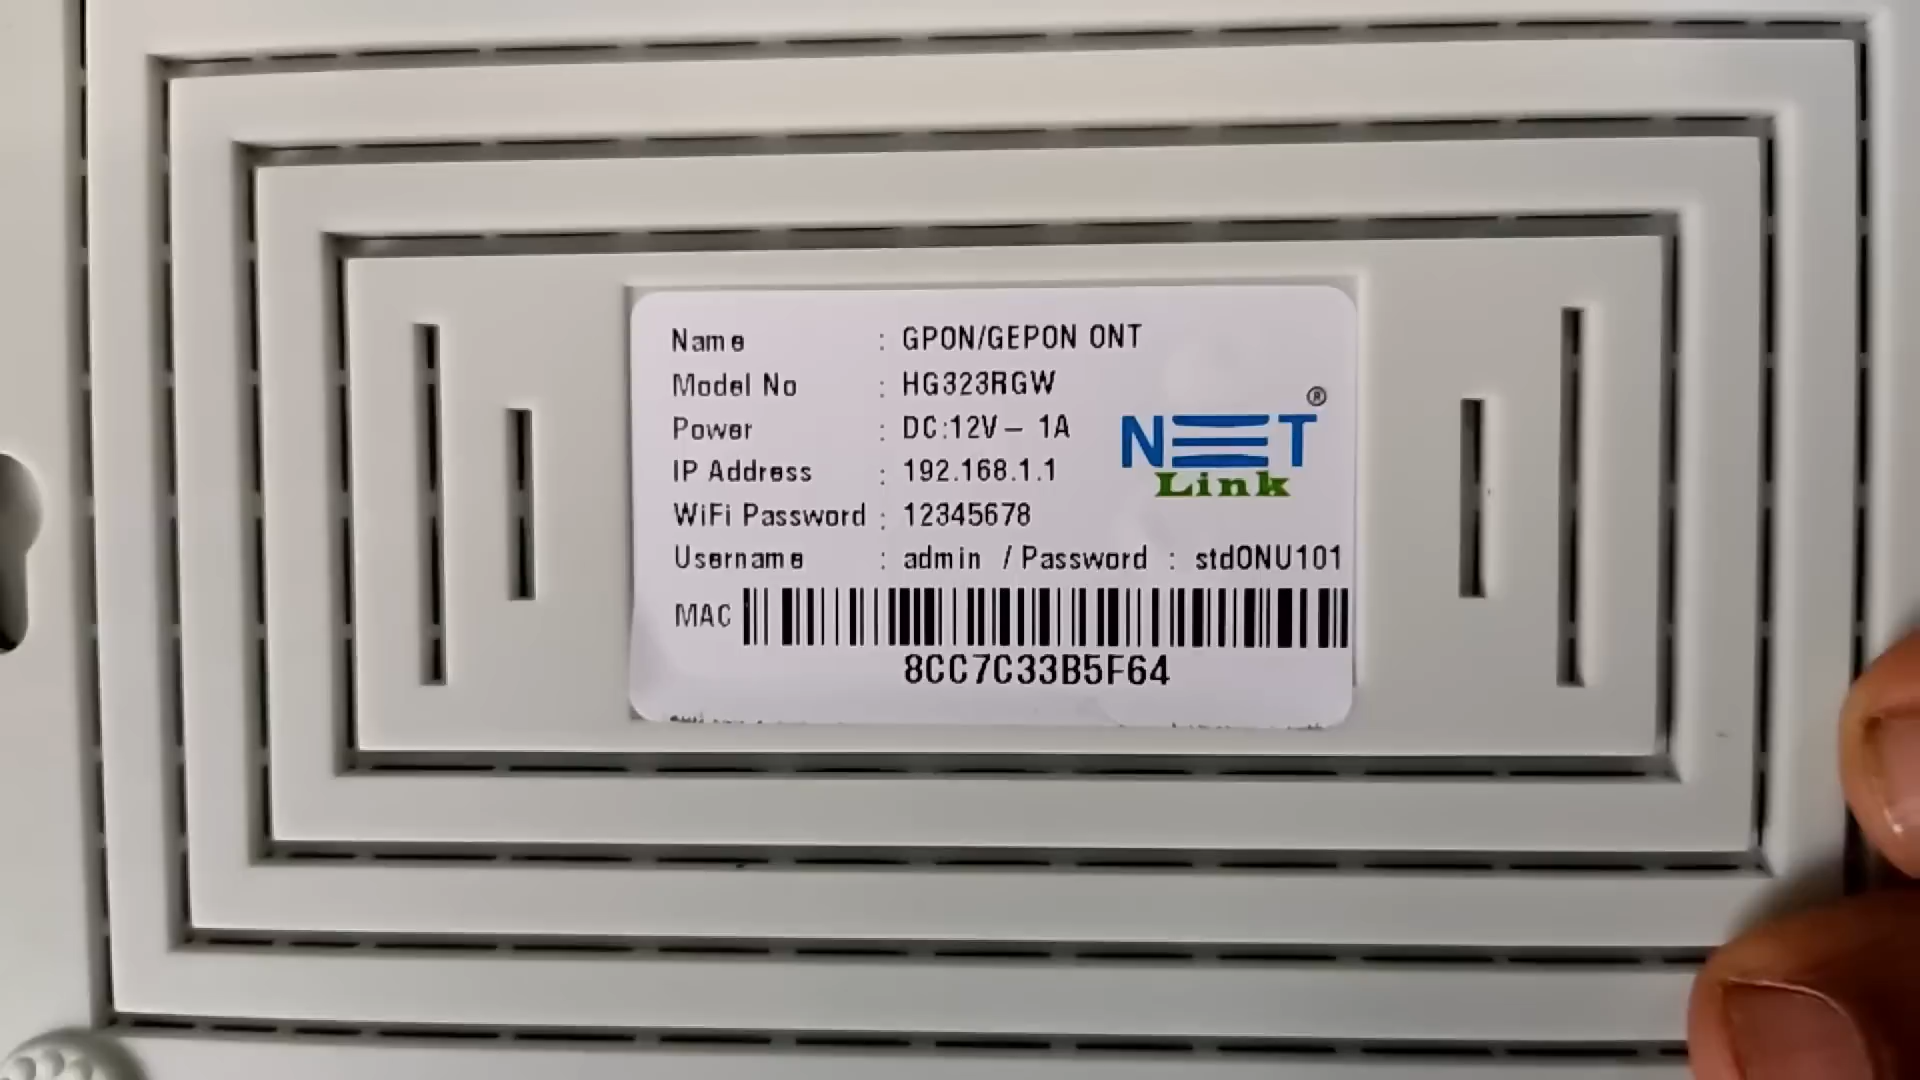 Name : GPON/GEPON ONT
Model No : HG323RGW
Power : DC:12V – 1A
IP Address : 192.168.1.1
WiFi Password : 12345678
Username : admin / Password : stdONU101
NET ®
Link
MAC
8CC7C33B5F64